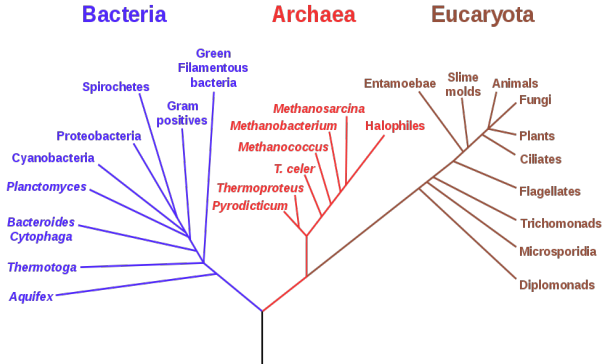 Bacteria
Archaea
Eucaryota
Green
Filamentous
bacteria
Spirochetes
Gram
positives
Proteobacteria
Cyanobacteria
Planctomyces
Bacteroides
Cytophaga
Thermotoga
Aquifex
Methanosarcina
Methanobacterium
Halophiles
Methanococcus
T. celer
Thermoproteus
Pyrodicticum
Entamoebae
Slime
molds
Animals
Fungi
Plants
Ciliates
Flagellates
Trichomonads
Microsporidia
Diplomonads